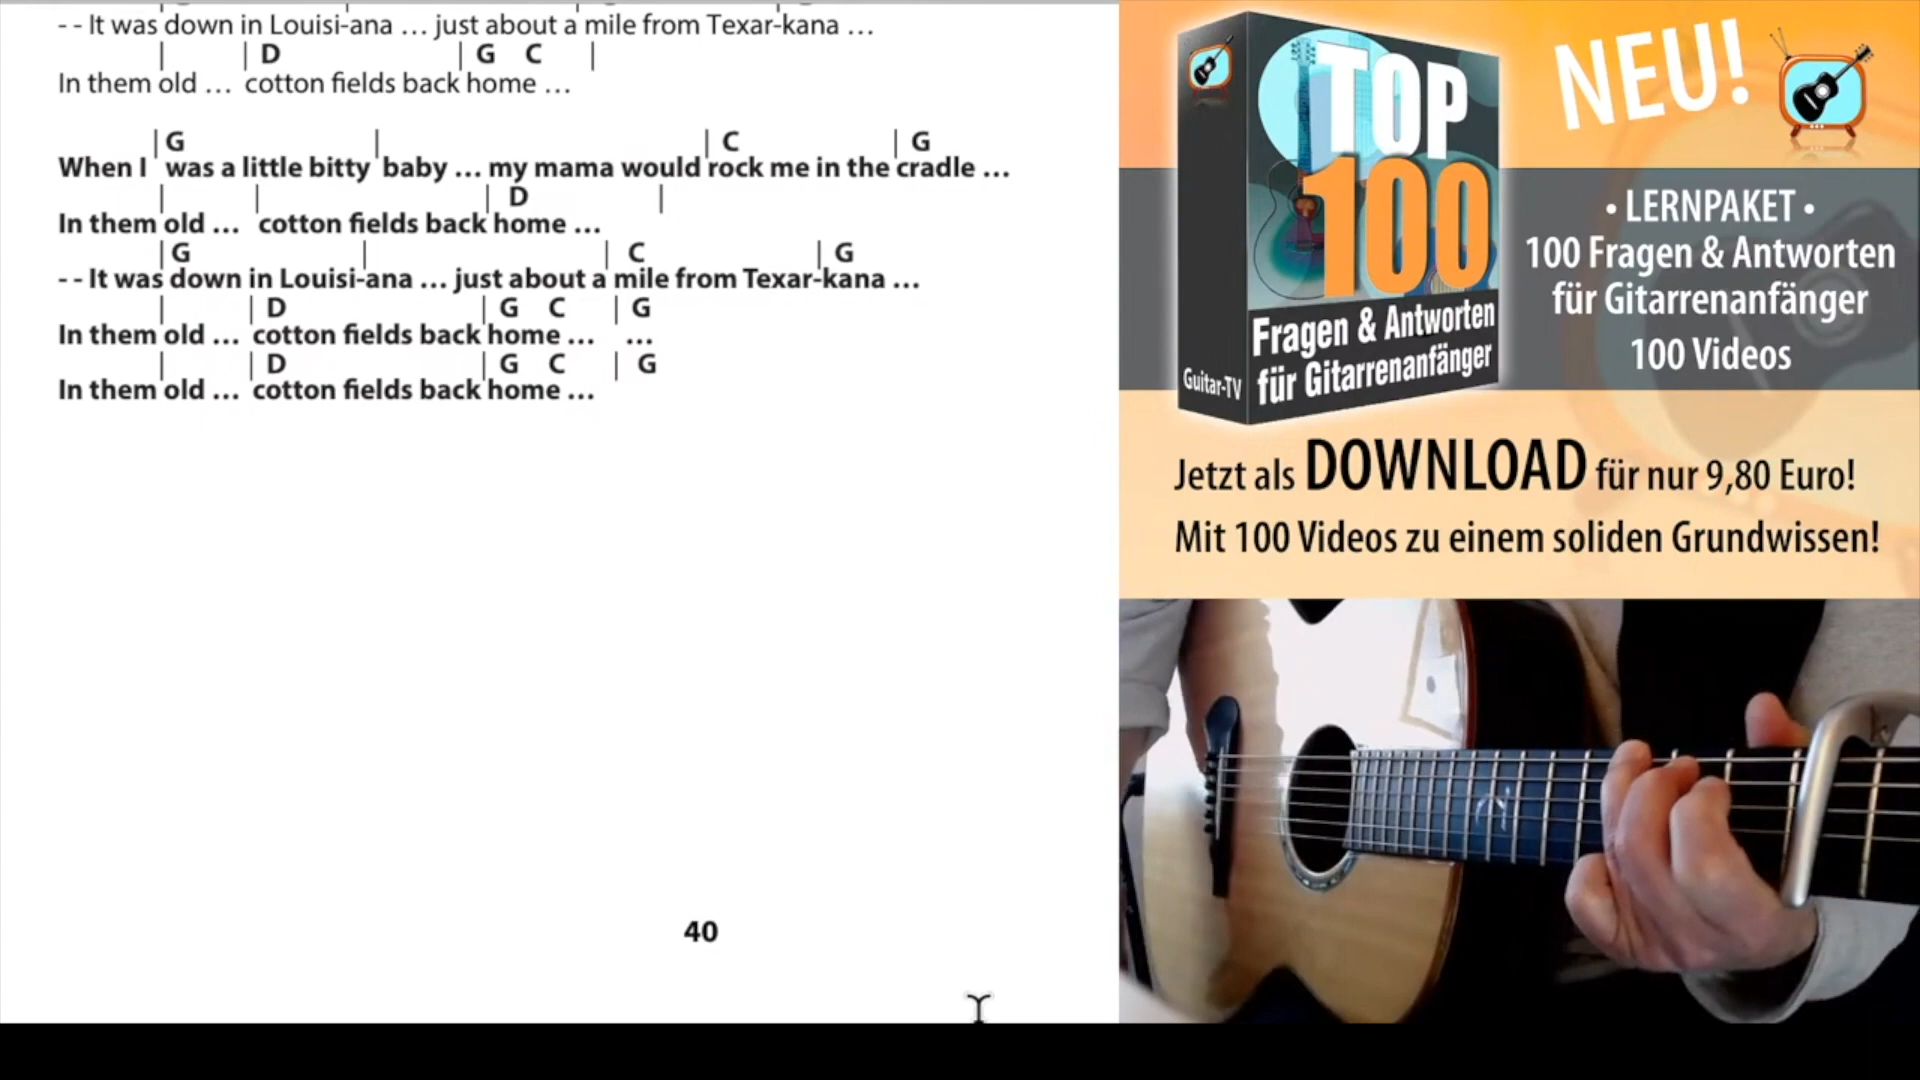 - - It was down in Louisi-ana ... just about a mile from Texar-kana ...
| | D | G C |
In them old ... cotton fields back home ...
| G | | C | G
When I was a little bitty baby ... my mama would rock me in the cradle ...
| | | D |
In them old ... cotton fields back home ...
| G | | C | G
- - It was down in Louisi-ana ... just about a mile from Texar-kana ...
| | D | G C | G
In them old ... cotton fields back home ... ...
| | D | G C | G
In them old ... cotton fields back home ...
40
TOP
100
Fragen & Antworten
für Gitarrenanfänger
Guitar-TV
NEU!
• LERNPAKET •
100 Fragen & Antworten
für Gitarrenanfänger
100 Videos
Jetzt als DOWNLOAD für nur 9,80 Euro!
Mit 100 Videos zu einem soliden Grundwissen!